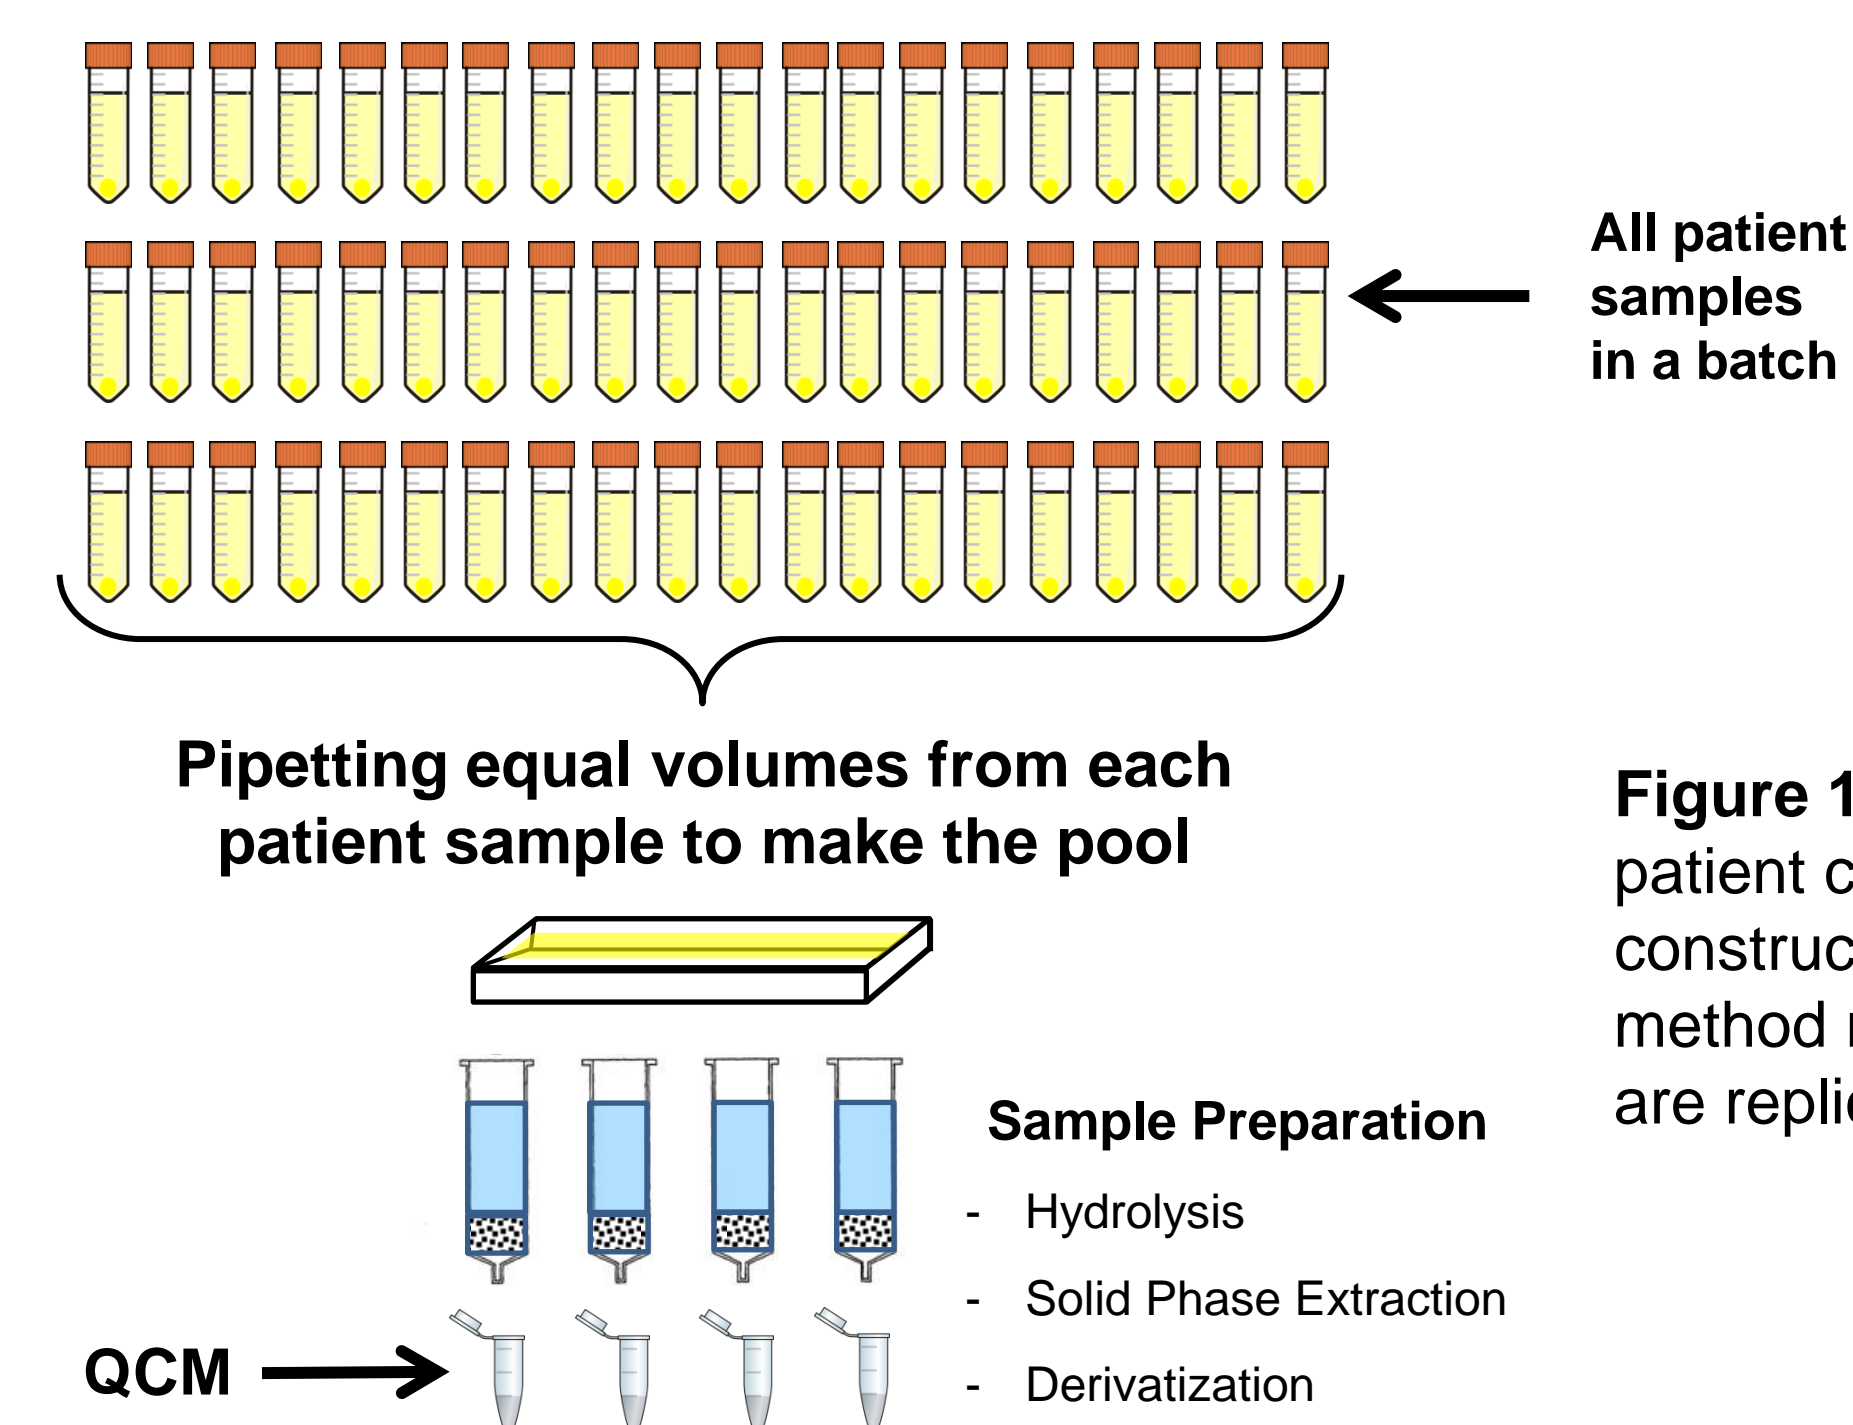 All patient
samples
in a batch
Pipetting equal volumes from each
patient sample to make the pool
Figure 1
patient
construc
method
are repli
Sample Preparation
- Hydrolysis
- Solid Phase Extraction
- Derivatization
QCM